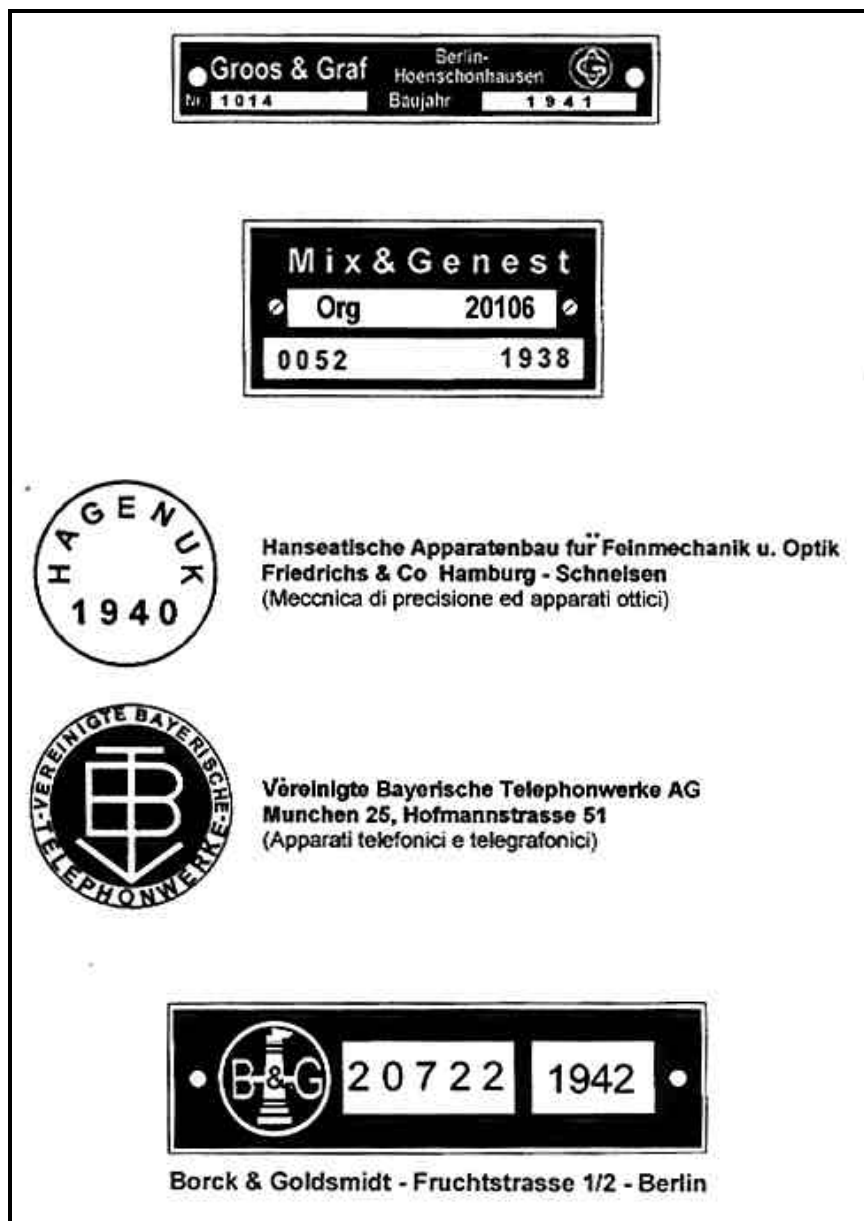 Groos & Graf Berlin-
Hoenschonhausen
Nr. 1014 Baujahr 1941
Mix & Genest
Org 20106
0052 1938
HAGENUK
1940
Hanseatische Apparatenbau für Feinmechanik u. Optik
Friedrichs & Co Hamburg - Schnelsen
(Meccnica di precisione ed apparati ottici)
VEREINIGTE BAYERISCHE
TELEPHONWERKE
TB
Vereinigte Bayerische Telephonwerke AG
Munchen 25, Hofmannstrasse 51
(Apparati telefonici e telegrafonici)
B&G 20722 1942
Borck & Goldsmidt - Fruchtstrasse 1/2 - Berlin